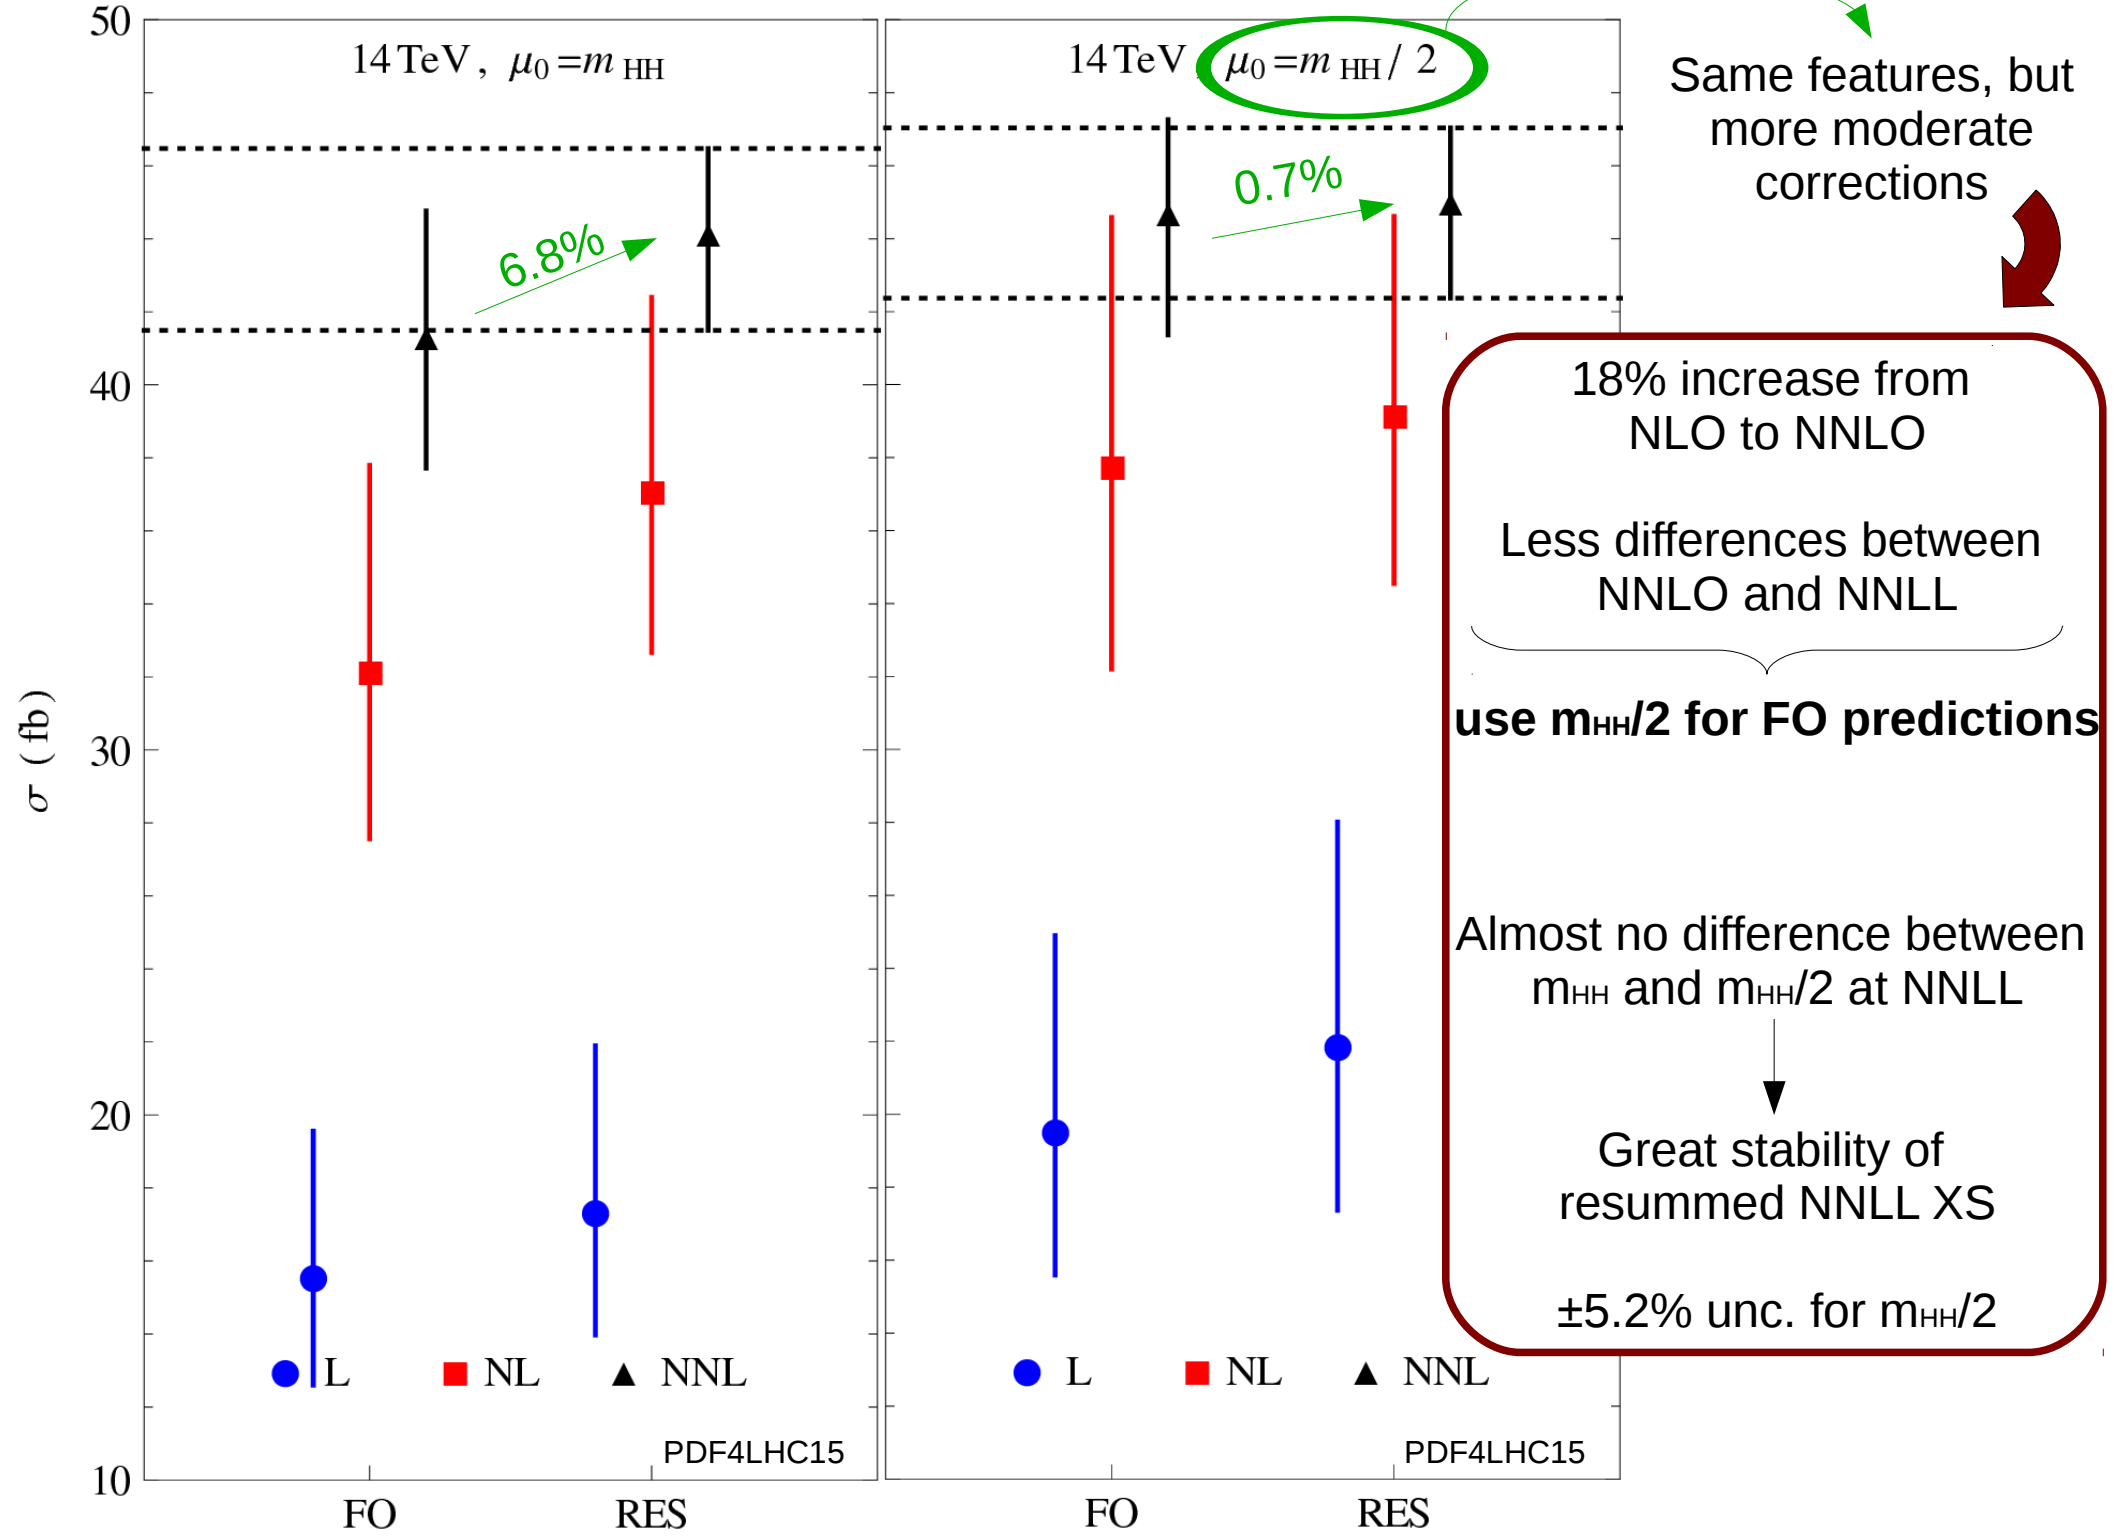 50
40
30
20
10
σ (fb)
14 TeV , μ0 =m HH
6.8%
L NL NNL
PDF4LHC15
FO RES
14 TeV μ0 =m HH / 2
0.7%
L NL NNL
PDF4LHC15
FO RES
Same features, but
more moderate
corrections
18% increase from
NLO to NNLO
Less differences between
NNLO and NNLL
use mHH/2 for FO predictions
Almost no difference between
mHH and mHH/2 at NNLL
Great stability of
resummed NNLL XS
±5.2% unc. for mHH/2